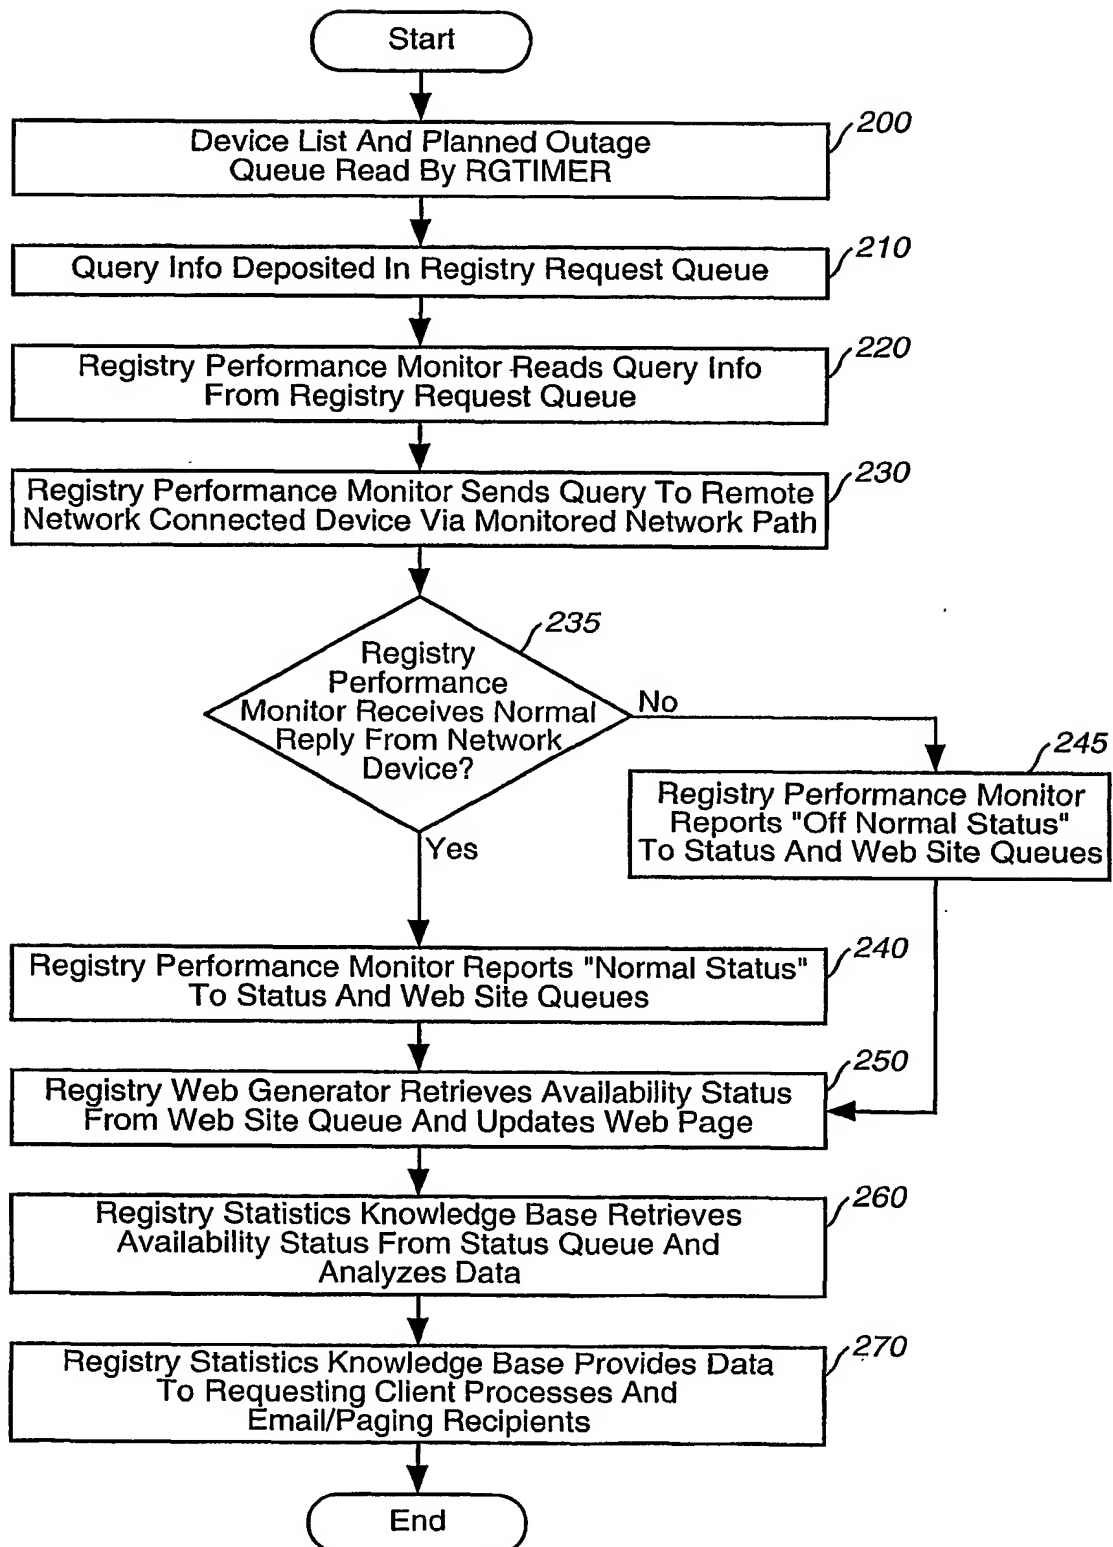 Start
200
Device List And Planned Outage
Queue Read By RGTIMER
210
Query Info Deposited In Registry Request Queue
220
Registry Performance Monitor Reads Query Info
From Registry Request Queue
230
Registry Performance Monitor Sends Query To Remote
Network Connected Device Via Monitored Network Path
235
Registry
Performance
Monitor Receives Normal
Reply From Network
Device?
No
245
Registry Performance Monitor
Reports "Off Normal Status"
To Status And Web Site Queues
Yes
240
Registry Performance Monitor Reports "Normal Status"
To Status And Web Site Queues
250
Registry Web Generator Retrieves Availability Status
From Web Site Queue And Updates Web Page
260
Registry Statistics Knowledge Base Retrieves
Availability Status From Status Queue And
Analyzes Data
270
Registry Statistics Knowledge Base Provides Data
To Requesting Client Processes And
Email/Paging Recipients
End